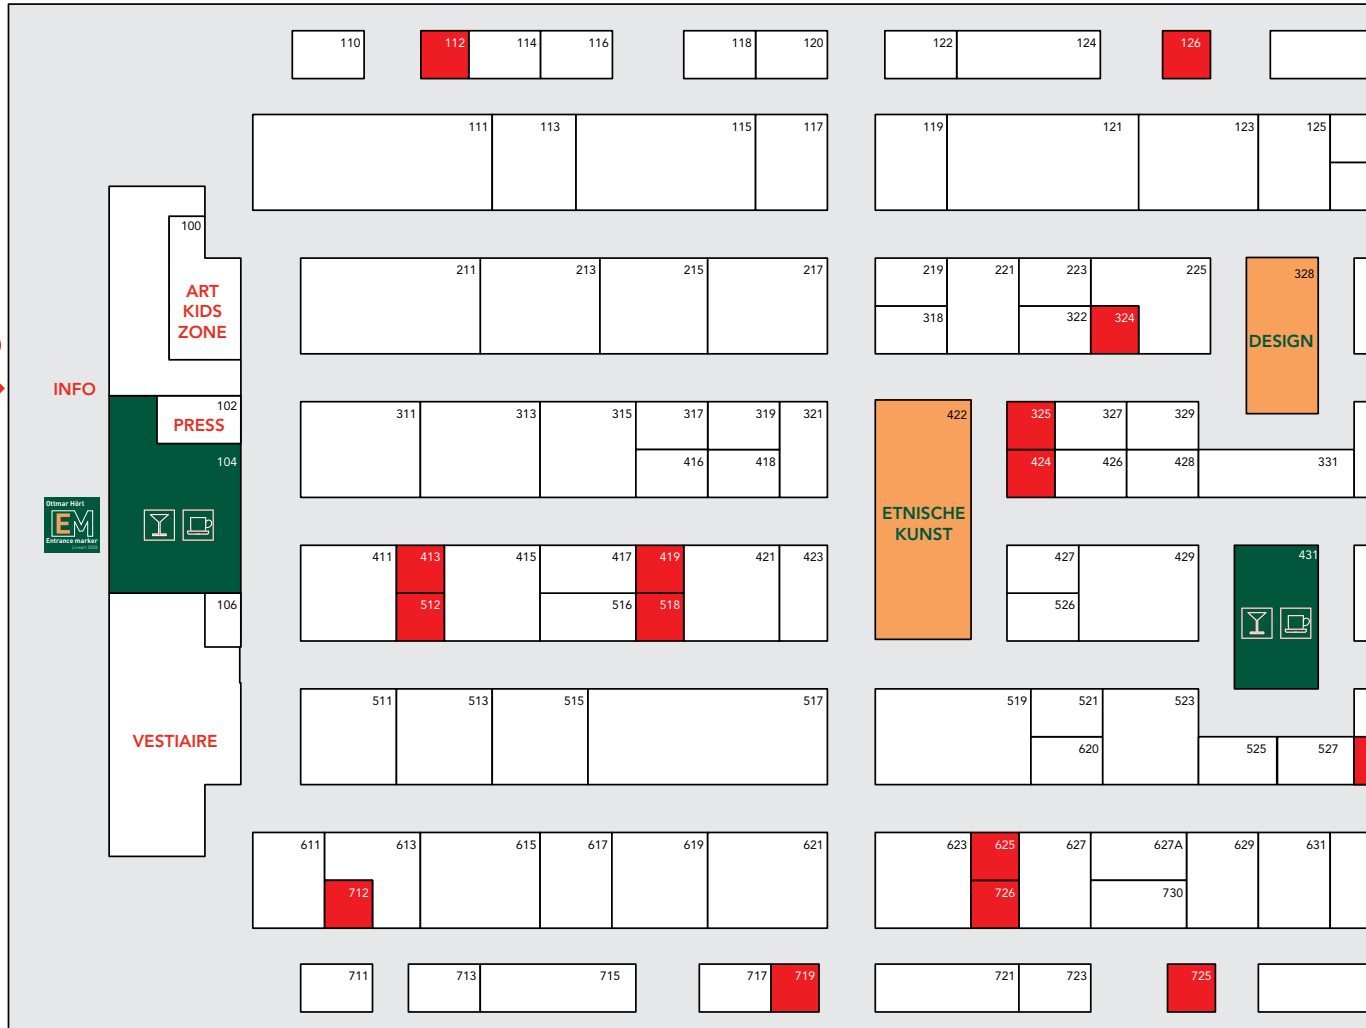 110 112 114 116 118 120 122 124 126
111 113 115 117 119 121 123 125
100
ART
KIDS
ZONE
211 213 215 217 219 221 223 225 328
318 322 324
DESIGN
INFO
102
PRESS
104
311 313 315 317 319 321 422 325 327 329
416 418 424 426 428 331
ETNISCHE
KUNST
Ottmar Hörl
EM
Entrance marker
411 413 415 417 419 421 423 427 429 431
512 516 518 526
106
VESTIAIRE
511 513 515 517 519 521 523
620 525 527
611 613 615 617 619 621 623 625 627 627A 629 631
712 726 730
711 713 715 717 719 721 723 725